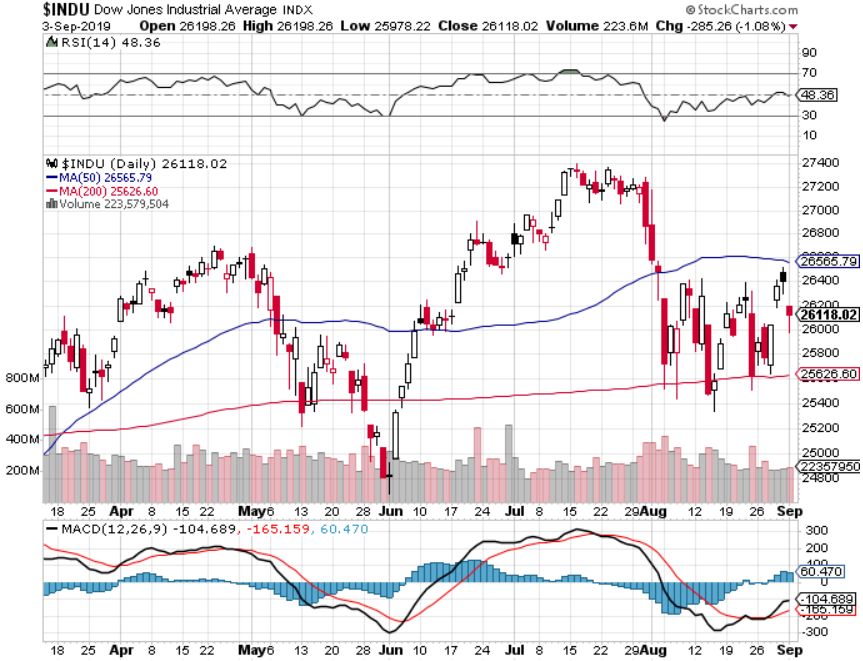 $INDU Dow Jones Industrial Average INDX
© StockCharts.com
3-Sep-2019 Open 26198.26 High 26198.26 Low 25978.22 Close 26118.02 Volume 223.6M Chg -285.26 (-1.08%)
RSI(14) 48.36
90
70
48.36
30
10
$INDU (Daily) 26118.02
MA(50) 26565.79
MA(200) 25626.60
Volume 223,579,504
27400
27200
27000
26800
26565.79
26400
26200
26118.02
26000
25800
25626.60
25400
25200
25000
22357950
24800
800M
600M
400M
200M
18 25 Apr 8 15 22 May 6 13 20 28 Jun 10 17 24 Jul 8 15 22 29 Aug 12 19 26 Sep
MACD(12,26,9) -104.689, -165.159, 60.470
300
200
100
60.470
0
-104.689
-165.159
-300
18 25 Apr 8 15 22 May 6 13 20 28 Jun 10 17 24 Jul 8 15 22 29 Aug 12 19 26 Sep